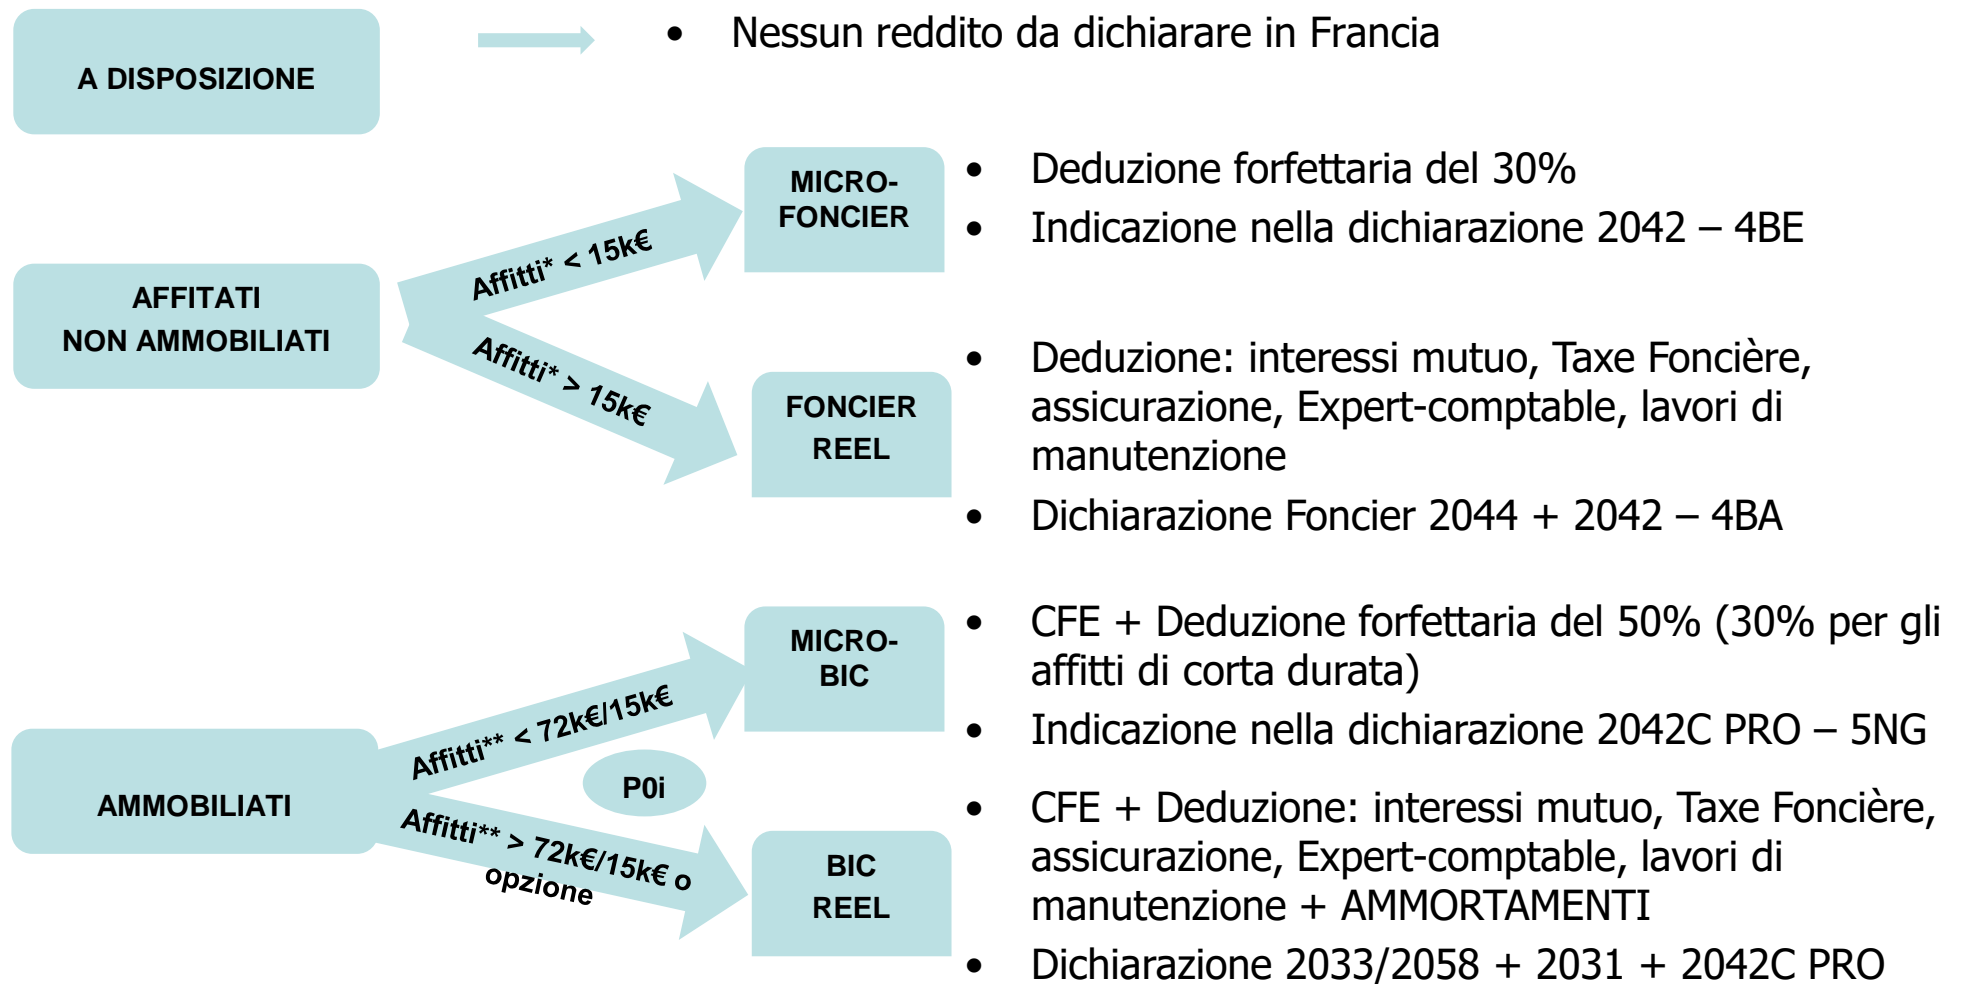 A DISPOSIZIONE
• Nessun reddito da dichiarare in Francia
AFFITATI
NON AMMOBILIATI
Affitti* < 15k€
MICRO-
FONCIER
• Deduzione forfettaria del 30%
• Indicazione nella dichiarazione 2042 – 4BE
Affitti* > 15k€
FONCIER
REEL
• Deduzione: interessi mutuo, Taxe Foncière,
assicurazione, Expert-comptable, lavori di
manutenzione
• Dichiarazione Foncier 2044 + 2042 – 4BA
AMMOBILIATI
Affitti** < 72k€/15k€
P0i
MICRO-
BIC
• CFE + Deduzione forfettaria del 50% (30% per gli
affitti di corta durata)
• Indicazione nella dichiarazione 2042C PRO – 5NG
Affitti** > 72k€/15k€ o
opzione
BIC
REEL
• CFE + Deduzione: interessi mutuo, Taxe Foncière,
assicurazione, Expert-comptable, lavori di
manutenzione + AMMORTAMENTI
• Dichiarazione 2033/2058 + 2031 + 2042C PRO